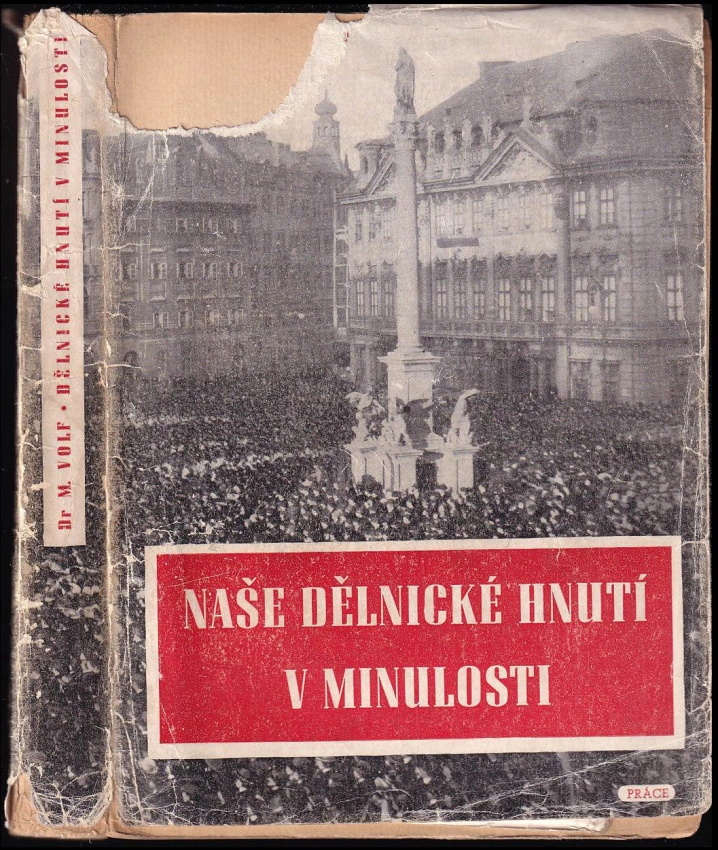 Dr M. VOLF • DĚLNICKÉ HNUTÍ V MINULOSTI
NAŠE DĚLNICKÉ HNUTÍ
V MINULOSTI
PRÁCE